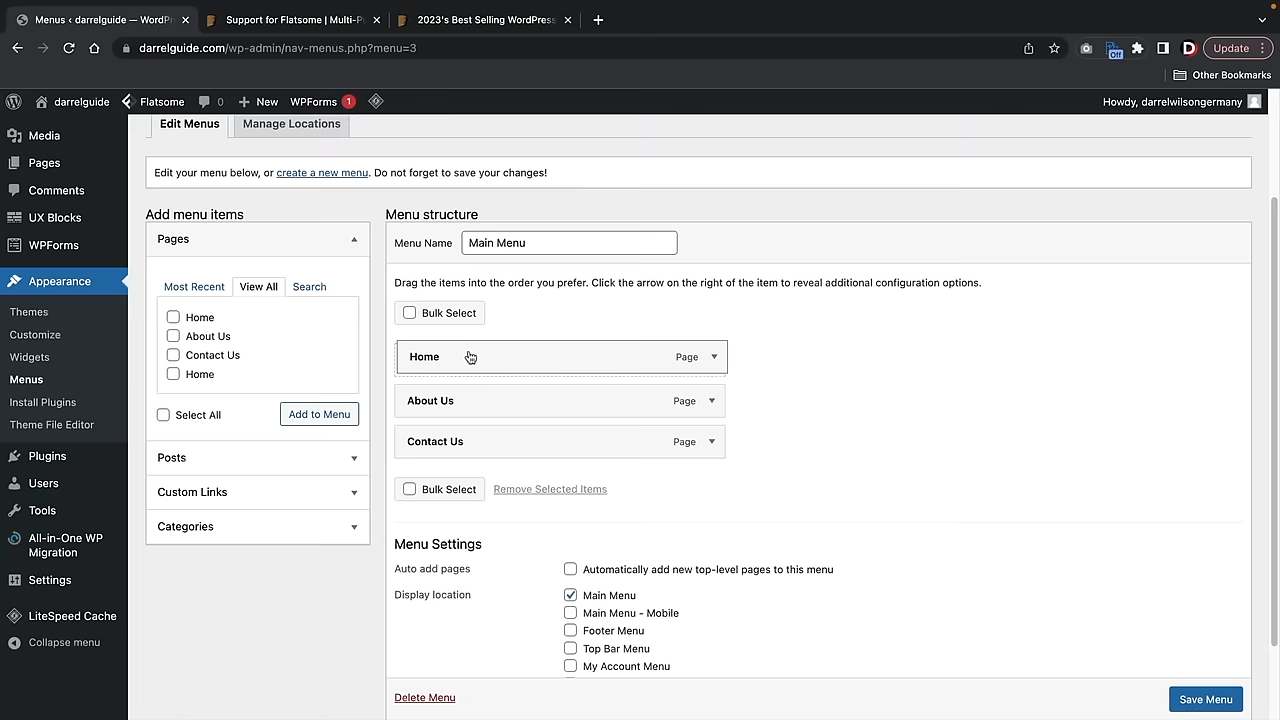 Menus ‹ darrelguide — WordPr
Support for Flatsome | Multi-Pu
2023's Best Selling WordPress
darrelguide.com/wp-admin/nav-menus.php?menu=3
Off
D
Update
Other Bookmarks
darrelguide
Flatsome
0
New
WPForms 1
Howdy, darrelwilsongermany
Media
Pages
Comments
UX Blocks
WPForms
Appearance
Themes
Customize
Widgets
Menus
Install Plugins
Theme File Editor
Plugins
Users
Tools
All-in-One WP
Migration
Settings
LiteSpeed Cache
Collapse menu
Edit Menus
Manage Locations
Edit your menu below, or create a new menu. Do not forget to save your changes!
Add menu items
Pages
Most Recent
View All
Search
Home
About Us
Contact Us
Home
Select All
Add to Menu
Posts
Custom Links
Categories
Menu structure
Menu Name
Main Menu
Drag the items into the order you prefer. Click the arrow on the right of the item to reveal additional configuration options.
Bulk Select
Home Page
About Us Page
Contact Us Page
Bulk Select
Remove Selected Items
Menu Settings
Auto add pages
Automatically add new top-level pages to this menu
Display location
Main Menu
Main Menu - Mobile
Footer Menu
Top Bar Menu
My Account Menu
Delete Menu
Save Menu